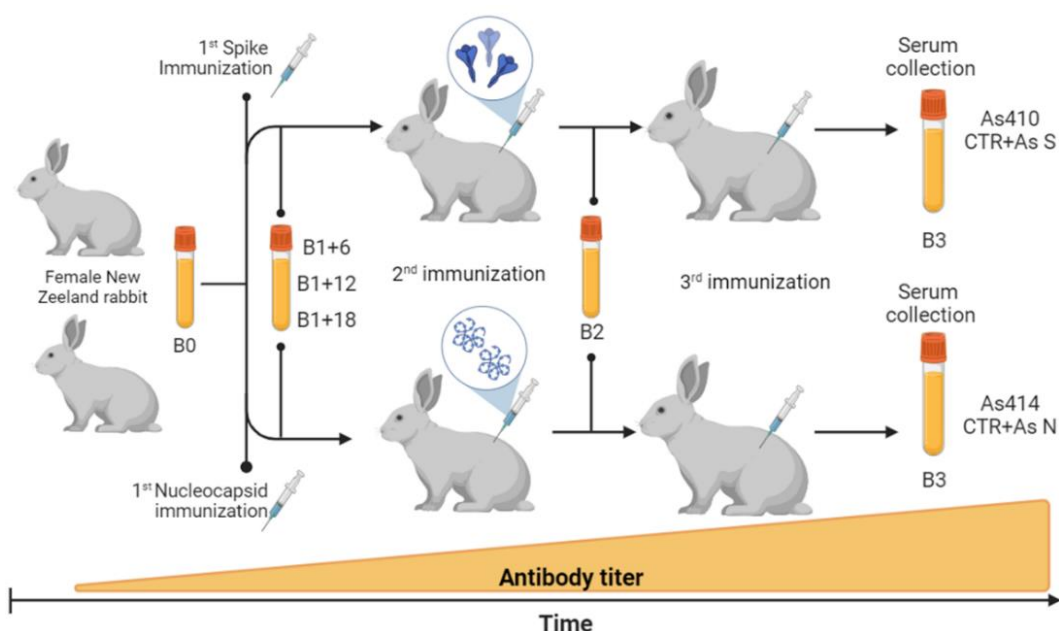 1st Spike
Immunization
Serum
collection
As410
CTR+As S
B3
Female New
Zeeland rabbit
B0
B1+6
B1+12
B1+18
2nd immunization
B2
3rd immunization
Serum
collection
As414
CTR+As N
B3
1st Nucleocapsid
immunization
Antibody titer
Time